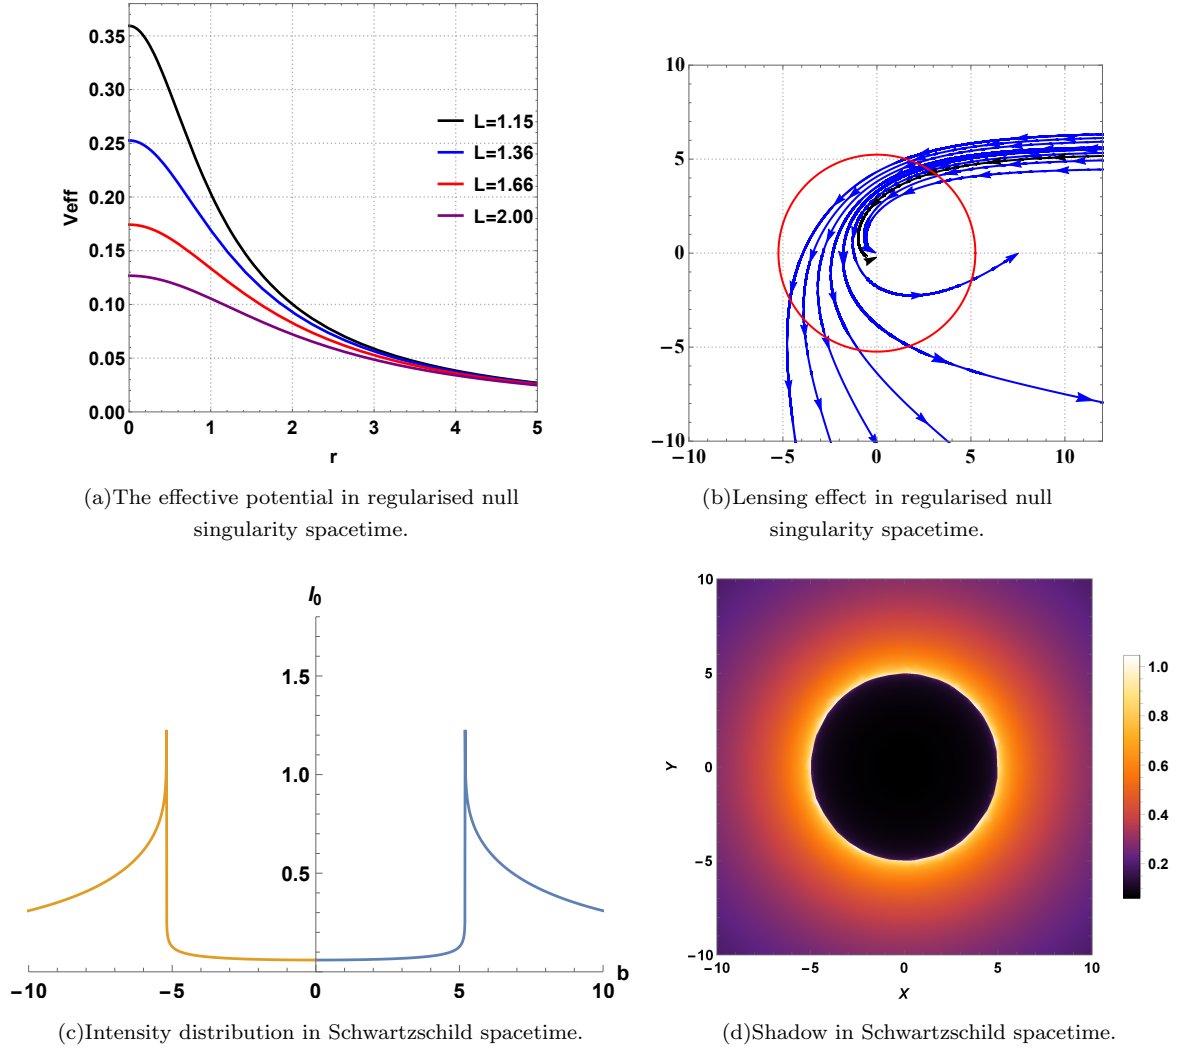 0.35
0.30
0.25
0.20
0.15
0.10
0.05
0.00
Veff
L=1.15
L=1.36
L=1.66
L=2.00
0 1 2 3 4 5
r
(a)The effective potential in regularised null
singularity spacetime.
10
5
0
−5
−10
−10 −5 0 5 10
(b)Lensing effect in regularised null
singularity spacetime.
I0
1.5
1.0
0.5
−10 −5 0 5 10
b
(c)Intensity distribution in Schwartzschild spacetime.
10
5
0
−5
−10
Y
−10 −5 0 5 10
X
1.0
0.8
0.6
0.4
0.2
(d)Shadow in Schwartzschild spacetime.